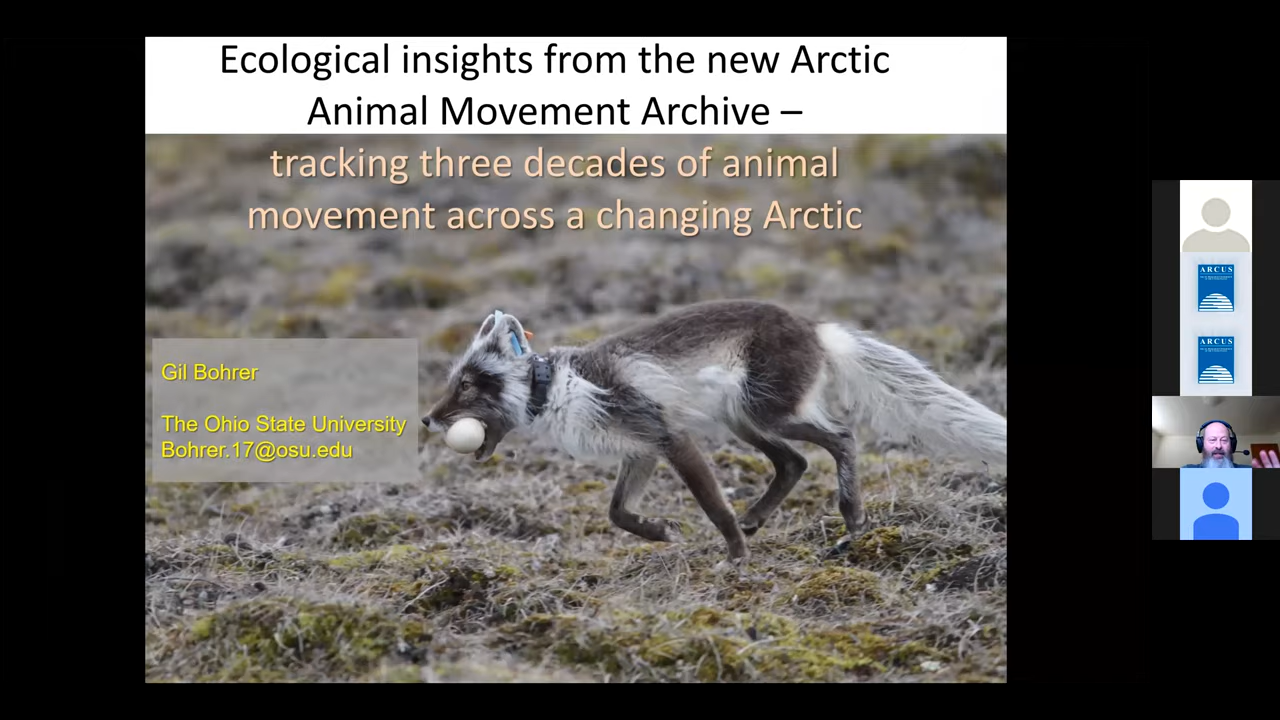 Ecological insights from the new Arctic
Animal Movement Archive –
tracking three decades of animal
movement across a changing Arctic
Gil Bohrer
The Ohio State University
Bohrer.17@osu.edu
ARCUS
ARCUS